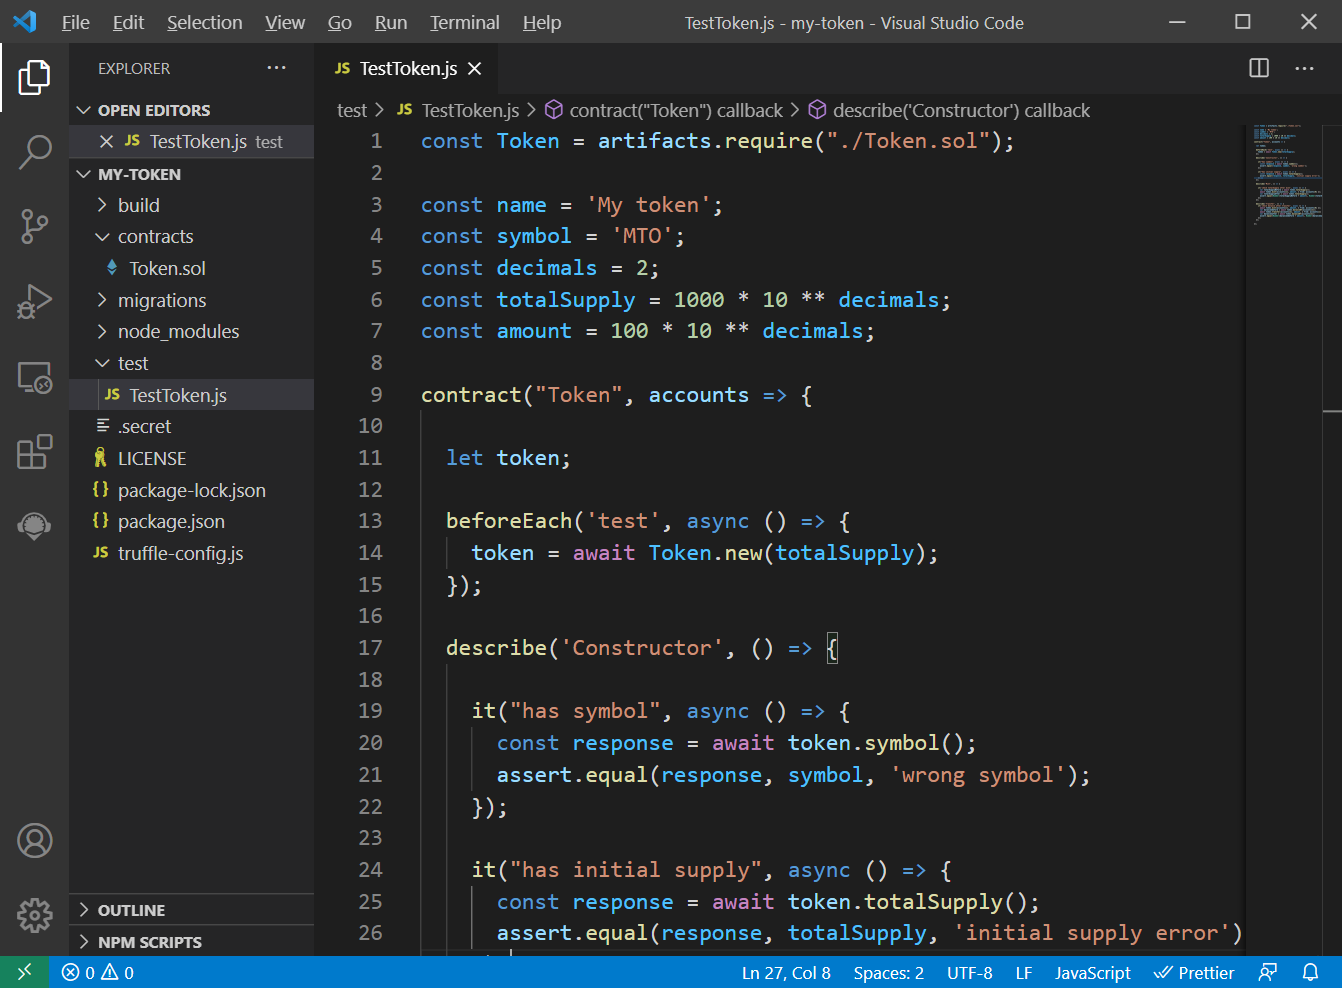 File Edit Selection View Go Run Terminal Help TestToken.js - my-token - Visual Studio Code
EXPLORER
OPEN EDITORS
JS TestToken.js test
MY-TOKEN
build
contracts
Token.sol
migrations
node_modules
test
JS TestToken.js
.secret
LICENSE
{} package-lock.json
{} package.json
JS truffle-config.js
OUTLINE
NPM SCRIPTS
JS TestToken.js
test > JS TestToken.js > contract("Token") callback > describe('Constructor') callback
1 const Token = artifacts.require("./Token.sol");
2
3 const name = 'My token';
4 const symbol = 'MTO';
5 const decimals = 2;
6 const totalSupply = 1000 * 10 ** decimals;
7 const amount = 100 * 10 ** decimals;
8
9 contract("Token", accounts => {
10
11 let token;
12
13 beforeEach('test', async () => {
14 token = await Token.new(totalSupply);
15 });
16
17 describe('Constructor', () => {
18
19 it("has symbol", async () => {
20 const response = await token.symbol();
21 assert.equal(response, symbol, 'wrong symbol');
22 });
23
24 it("has initial supply", async () => {
25 const response = await token.totalSupply();
26 assert.equal(response, totalSupply, 'initial supply error')
0 0 Ln 27, Col 8 Spaces: 2 UTF-8 LF JavaScript Prettier